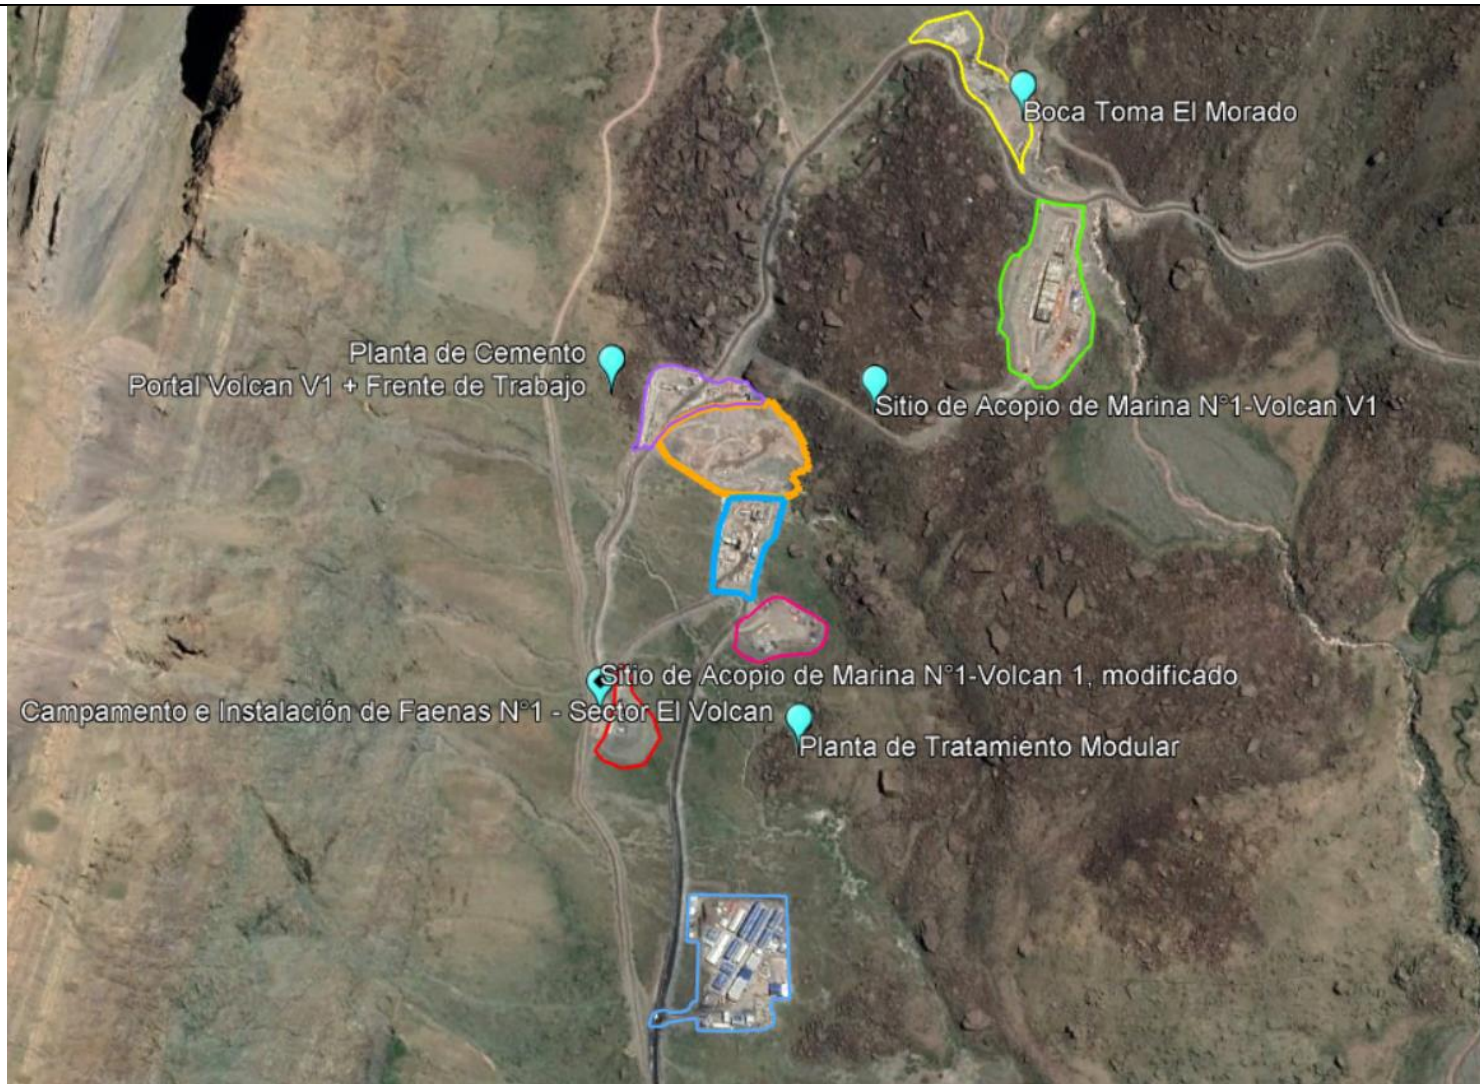 Boca Toma El Morado
Planta de Cemento
Portal Volcan V1 + Frente de Trabajo
Sitio de Acopio de Marina N°1-Volcan V1
Sitio de Acopio de Marina N°1-Volcan 1, modificado
Campamento e Instalación de Faenas N°1 - Sector El Volcan
Planta de Tratamiento Modular